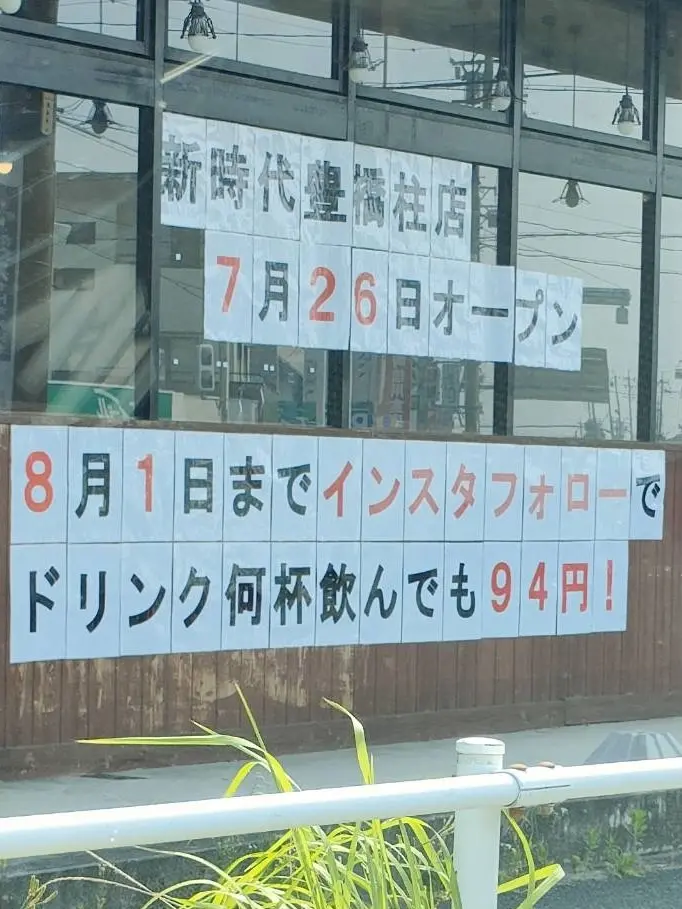 新時代豊橋柱店
7月26日オープン
8月1日までインスタフォローで
ドリンク何杯飲んでも94円!